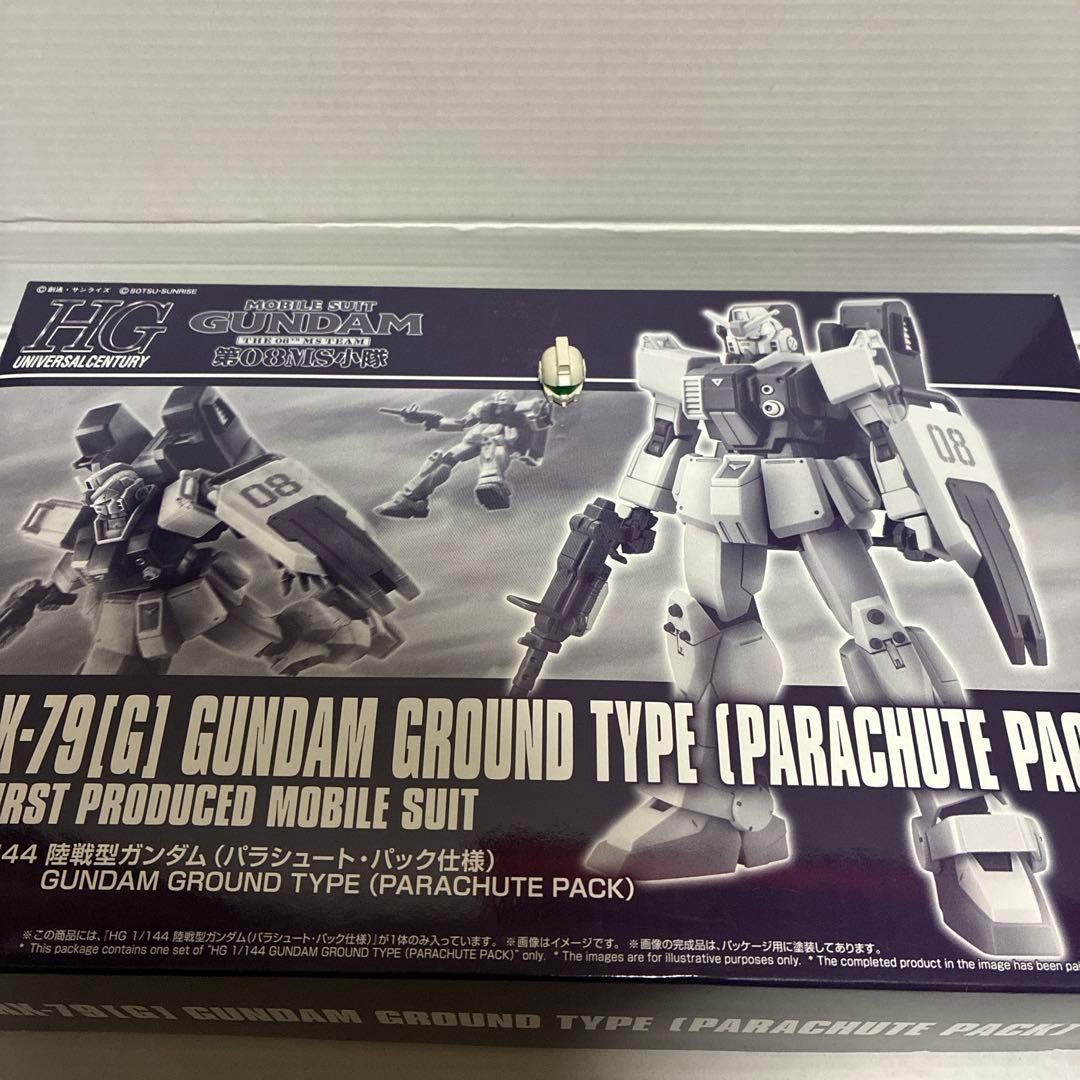 ©創通・サンライズ ©SOTSU-SUNRISE
HG
UNIVERSAL CENTURY
MOBILE SUIT
GUNDAM
THE 08TH MS TEAM
第08MS小隊
08
08
X-79[G] GUNDAM GROUND TYPE (PARACHUTE PAC
IRST PRODUCED MOBILE SUIT
44 陸戦型ガンダム(パラシュート・パック仕様)
GUNDAM GROUND TYPE (PARACHUTE PACK)
※この商品には、「HG 1/144 陸戦型ガンダム(パラシュート・パック仕様)」が1体のみ入っています。 ※画像はイメージです。 ※画像の完成品は、パッケージ用に塗装してあります。
* This package contains one set of "HG 1/144 GUNDAM GROUND TYPE (PARACHUTE PACK)" only. * The images are for illustrative purposes only. * The completed product in the image has been pai
X-79[G] GUNDAM GROUND TYPE (PARACHUTE PACK)